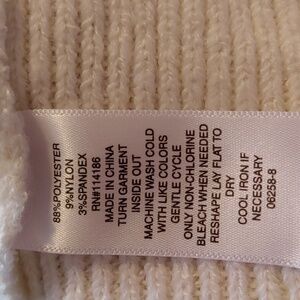 88%POLYESTER
9%NYLON
3%SPANDEX
RN#114186
MADE IN CHINA
TURN GARMENT
INSIDE OUT
MACHINE WASH COLD
WITH LIKE COLORS
GENTLE CYCLE
ONLY NON-CHLORINE
BLEACH WHEN NEEDED
RESHAPE LAY FLAT TO
DRY
COOL IRON IF
NECESSARY
06258-8